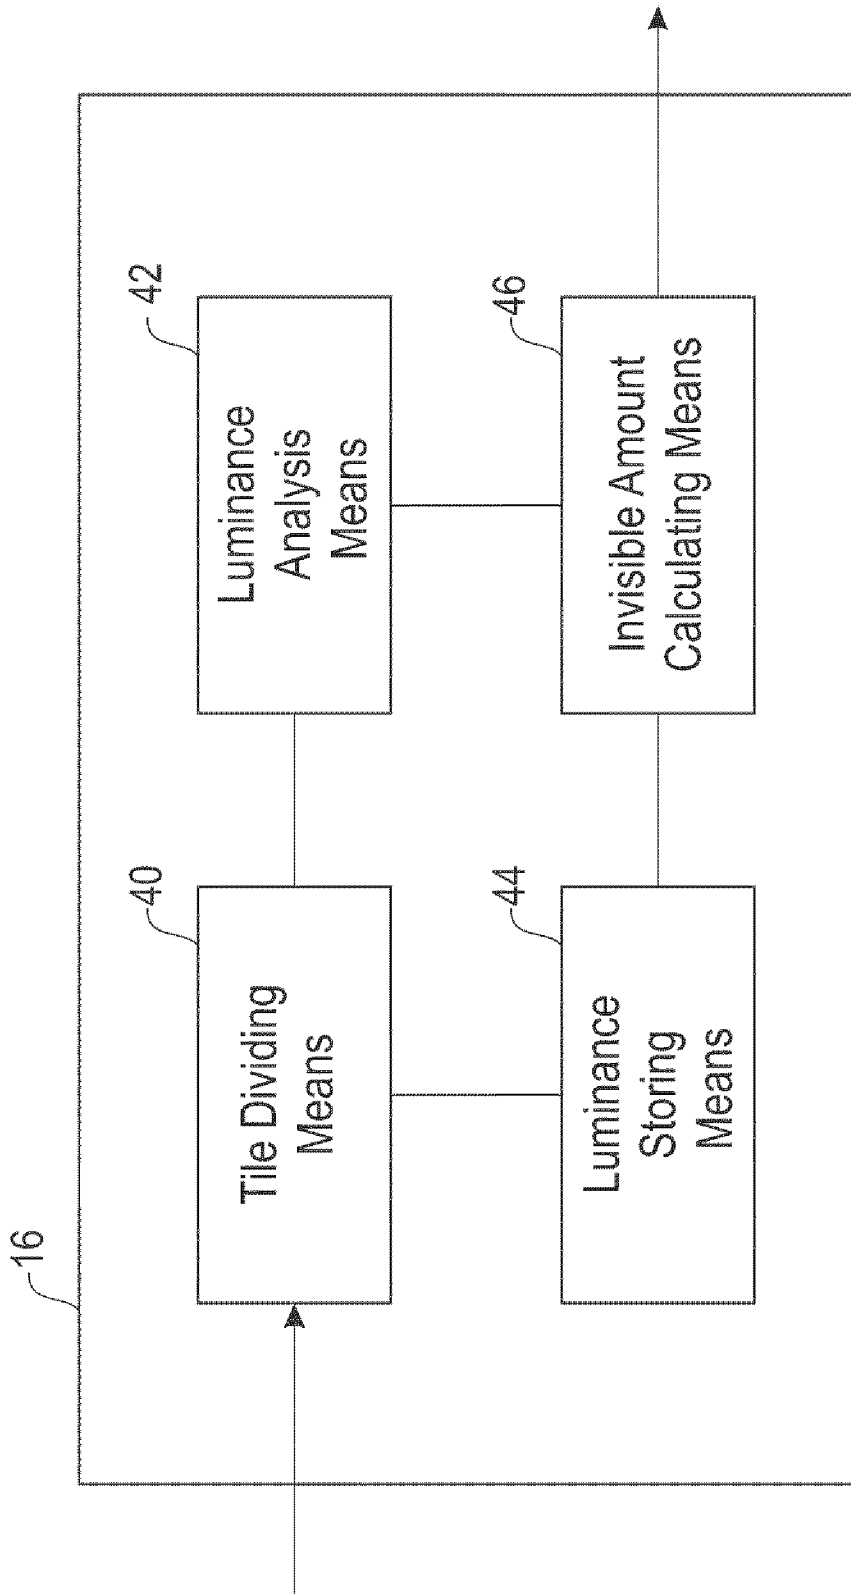 16
40
Tile Dividing
Means
42
Luminance
Analysis
Means
44
Luminance
Storing
Means
46
Invisible Amount
Calculating Means